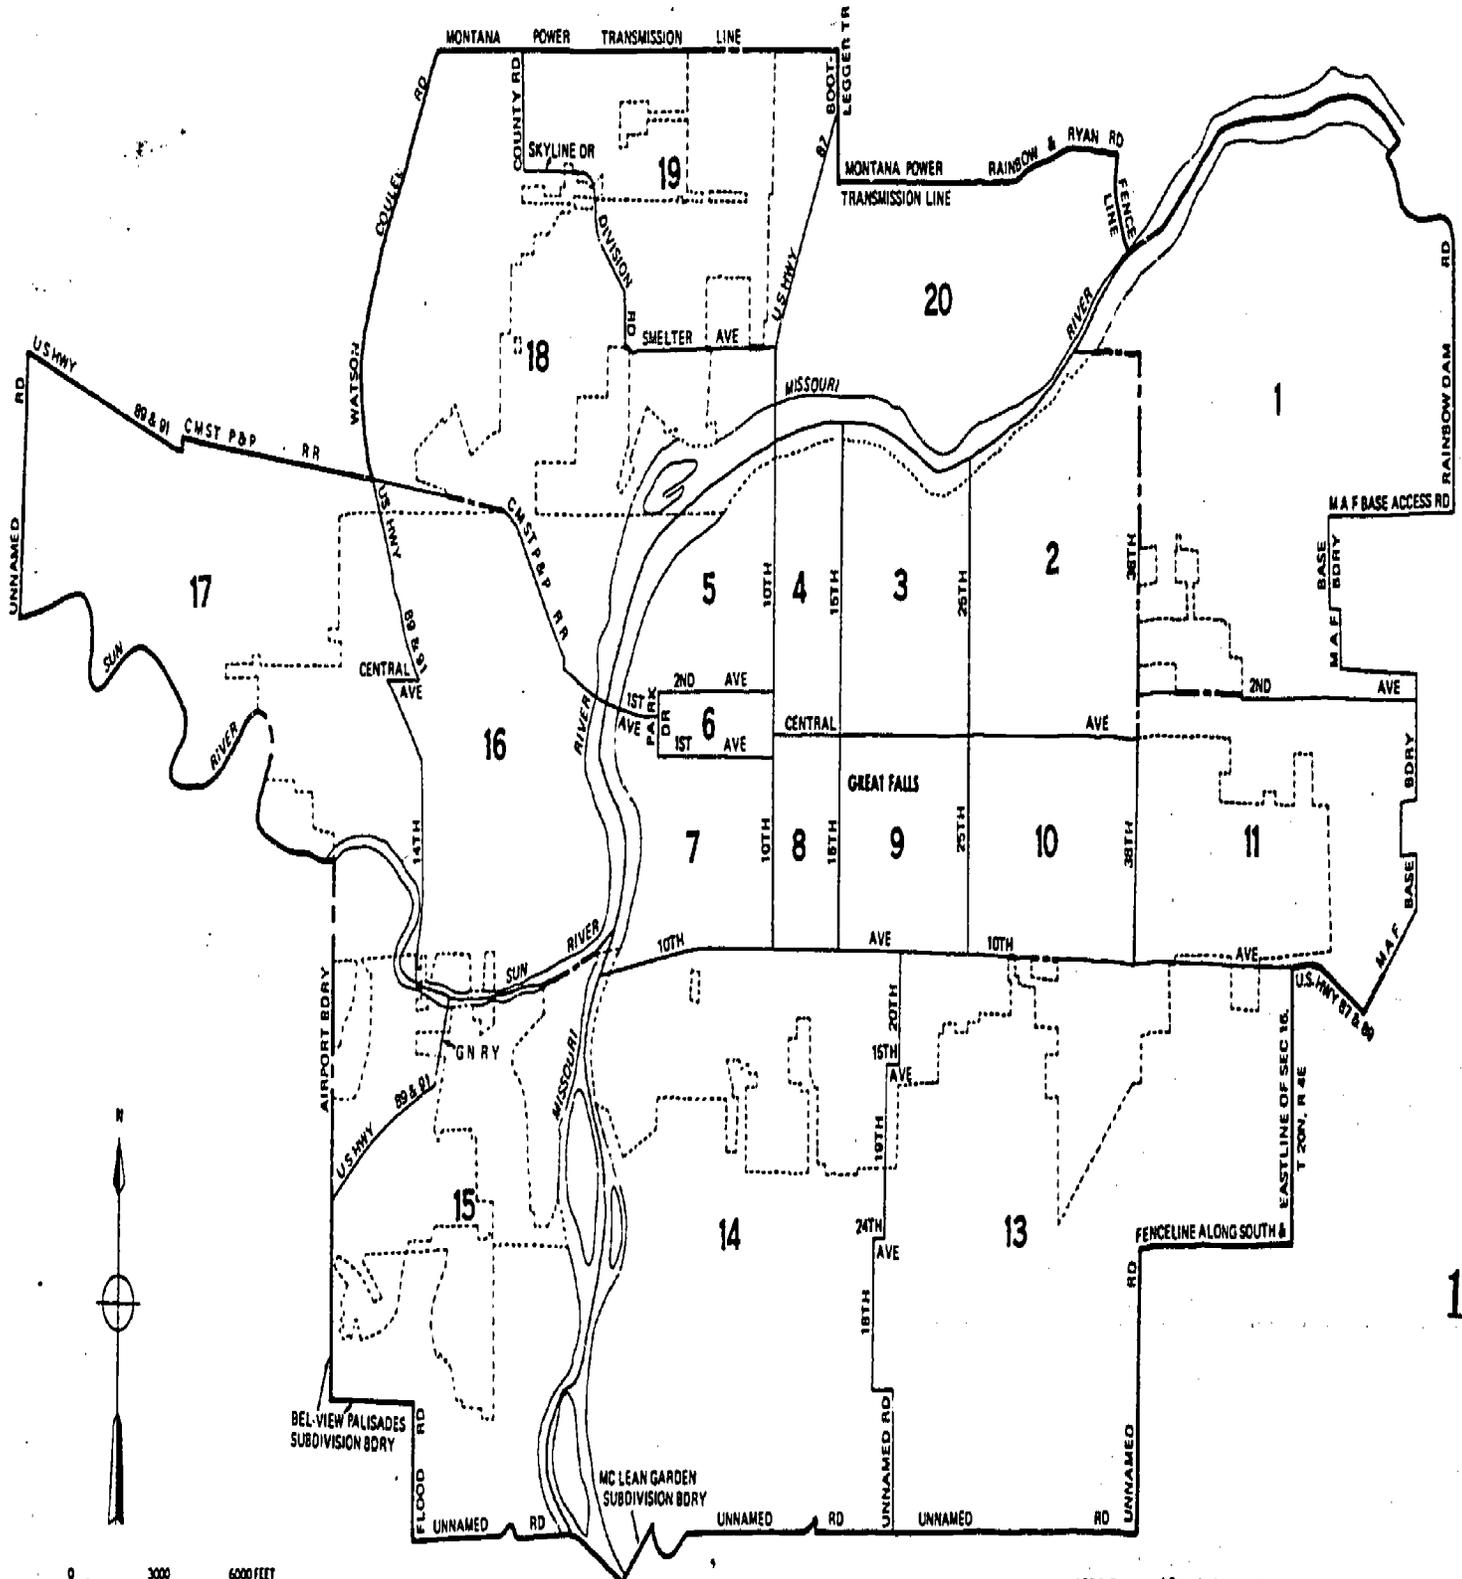 MONTANA POWER TRANSMISSION LINE
BOOT-
LEGGER TR
RD
COUNTY RD
SKYLINE DR
19
87
MONTANA POWER
TRANSMISSION LINE
RAINBOW & RYAN RD
FENCE
LINE
COULEE
DIVISION
RD
US HWY
20
RIVER
RD
US HWY
RD
WATSON
18
SMELTER AVE
MISSOURI
1
RAINBOW DAM
89 & 91
CMST P&P RR
M A F BASE ACCESS RD
US HWY
CMST P&P RR
UNNAMED
17
5
10TH
4
15TH
3
25TH
2
38TH
BASE
BDRY
M A F
89 & 91
SUN
RIVER
CENTRAL
AVE
2ND AVE
2ND AVE
1ST
AVE
PARK
DR
6
1ST AVE
CENTRAL AVE
RIVER
16
GREAT FALLS
BDRY
14TH
7
10TH
8
15TH
9
25TH
10
38TH
11
BASE
M A F
RIVER
SUN
10TH AVE 10TH AVE
U.S. HWY 87 & 89
AIRPORT BDRY
20TH
15TH
AVE
GN RY
MISSOURI
89 & 91
US HWY
19TH
EASTLINE OF SEC 16,
T 20N, R 4E
N
15
14
24TH
AVE
13
FENCELINE ALONG SOUTH &
RD
18TH
1
BEL-VIEW PALISADES
SUBDIVISION BDRY
RD
FLOOD
MC LEAN GARDEN
SUBDIVISION BDRY
UNNAMED RD
UNNAMED
UNNAMED RD
UNNAMED RD
UNNAMED RD
0 3000 6000 FEET